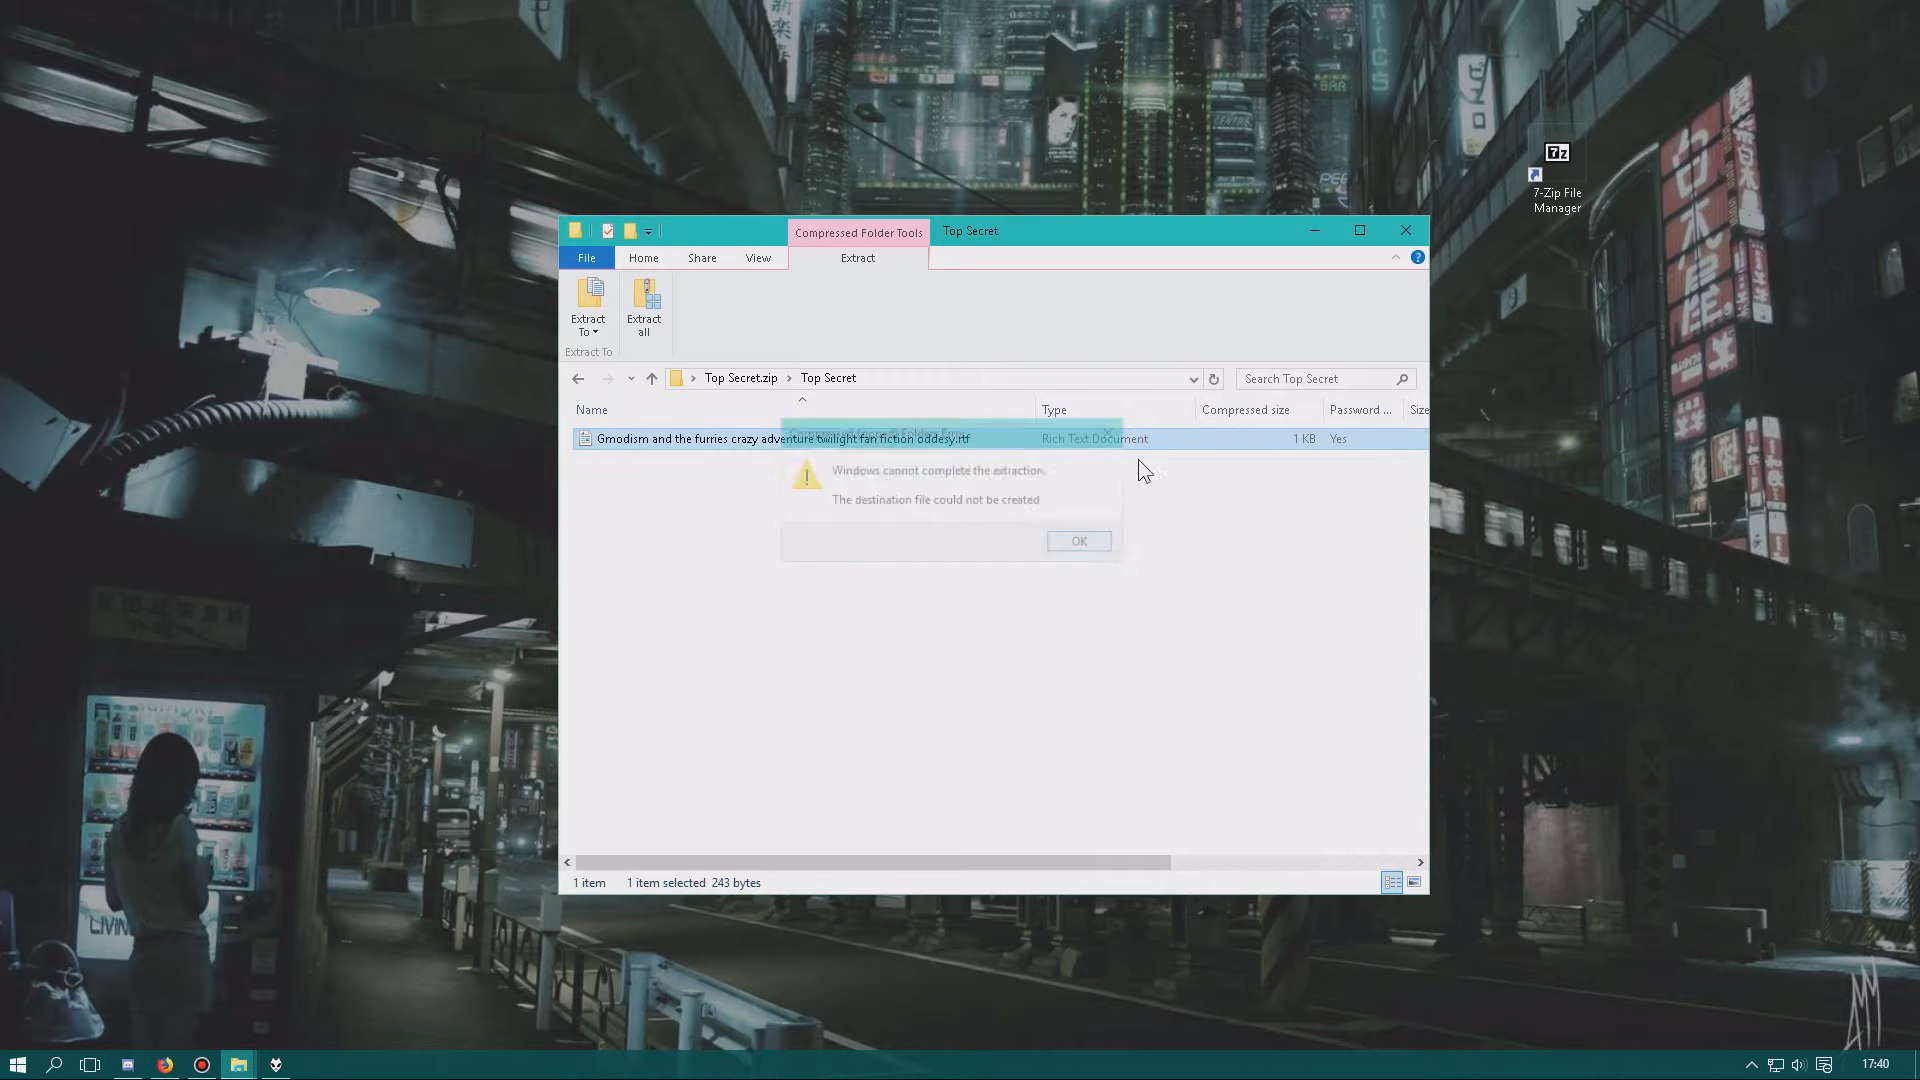 7z
7-Zip File
Manager
Compressed Folder Tools
Top Secret
File
Home
Share
View
Extract
Extract
To
Extract
all
Extract To
Top Secret.zip
Top Secret
Search Top Secret
Name
Type
Compressed size
Password ...
Size
Gmodism and the furries crazy adventure twilight fan fiction oddesy.rtf
Rich Text Document
1 KB
Yes
Windows cannot complete the extraction.
The destination file could not be created
OK
1 item
1 item selected
243 bytes
BAR
LIVIN
17:40